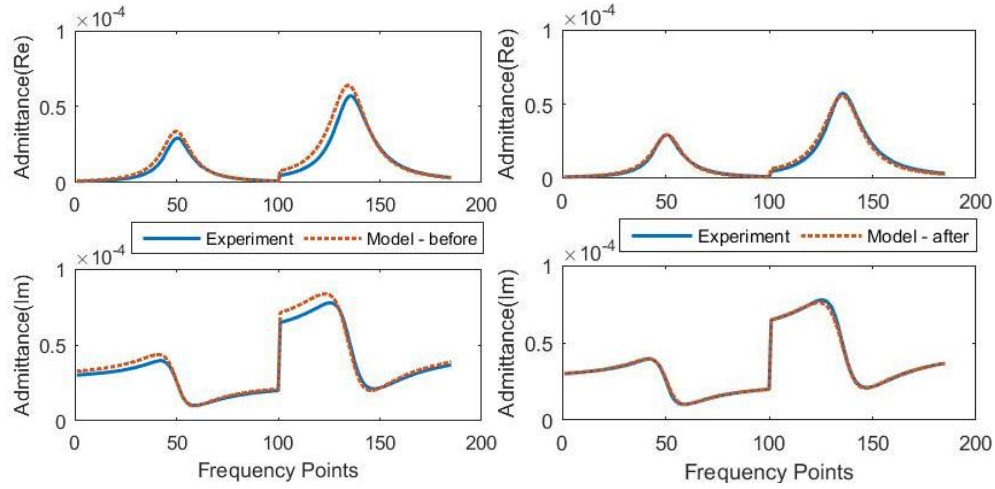 ×10⁻⁴
Admittance(Re)
1
0.5
0
0 50 100 150 200
Experiment Model - before
×10⁻⁴
Admittance(Im)
1
0.5
0
0 50 100 150 200
Frequency Points
×10⁻⁴
Admittance(Re)
1
0.5
0
0 50 100 150 200
Experiment Model - after
×10⁻⁴
Admittance(Im)
1
0.5
0
0 50 100 150 200
Frequency Points